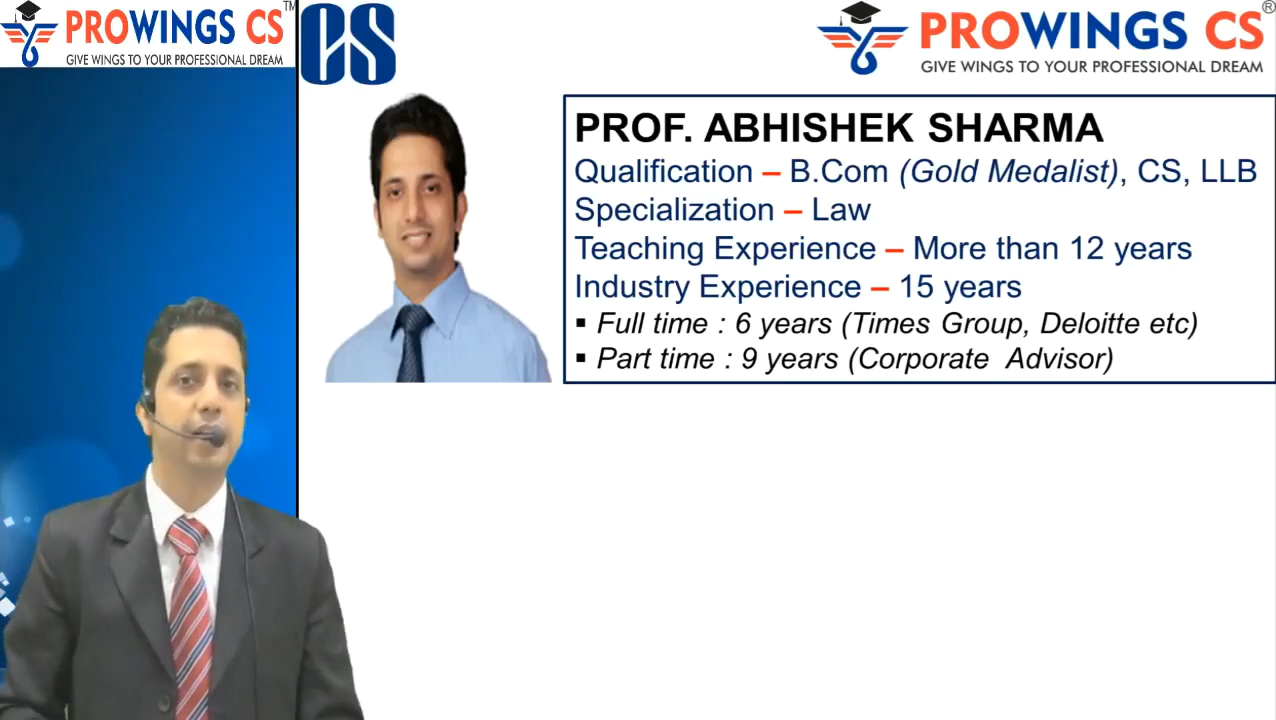 PROWINGS CS™
GIVE WINGS TO YOUR PROFESSIONAL DREAM
CS
PROWINGS CS®
GIVE WINGS TO YOUR PROFESSIONAL DREAM
PROF. ABHISHEK SHARMA
Qualification – B.Com (Gold Medalist), CS, LLB
Specialization – Law
Teaching Experience – More than 12 years
Industry Experience – 15 years
▪ Full time : 6 years (Times Group, Deloitte etc)
▪ Part time : 9 years (Corporate Advisor)